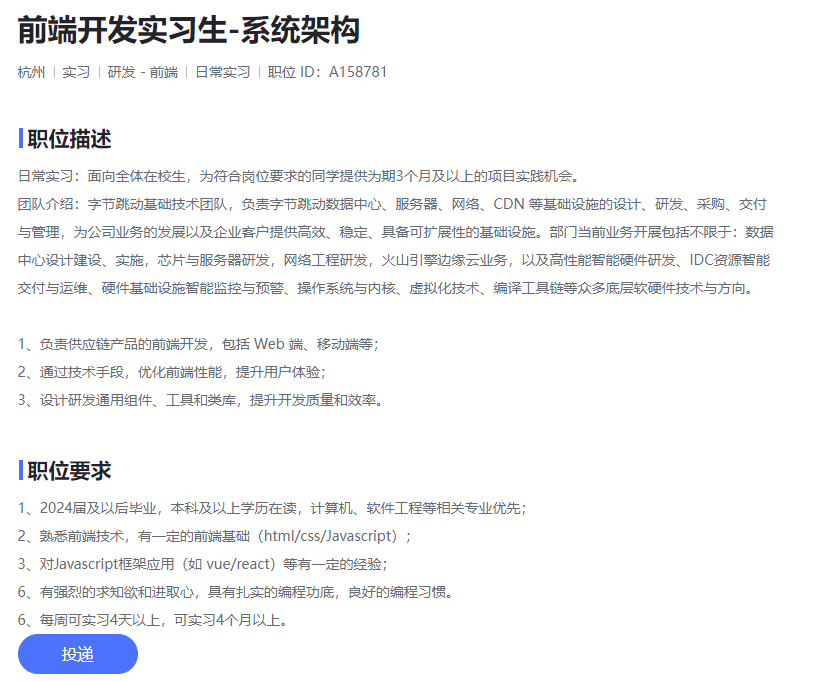 前端开发实习生-系统架构
杭州 | 实习 | 研发 - 前端 | 日常实习 | 职位 ID：A158781
职位描述
日常实习：面向全体在校生，为符合岗位要求的同学提供为期3个月及以上的项目实践机会。
团队介绍：字节跳动基础技术团队，负责字节跳动数据中心、服务器、网络、CDN 等基础设施的设计、研发、采购、交付
与管理，为公司业务的发展以及企业客户提供高效、稳定、具备可扩展性的基础设施。部门当前业务开展包括不限于：数据
中心设计建设、实施，芯片与服务器研发，网络工程研发，火山引擎边缘云业务，以及高性能智能硬件研发、IDC资源智能
交付与运维、硬件基础设施智能监控与预警、操作系统与内核、虚拟化技术、编译工具链等众多底层软硬件技术与方向。
1、负责供应链产品的前端开发，包括 Web 端、移动端等；
2、通过技术手段，优化前端性能，提升用户体验；
3、设计研发通用组件、工具和类库，提升开发质量和效率。
职位要求
1、2024届及以后毕业，本科及以上学历在读，计算机、软件工程等相关专业优先；
2、熟悉前端技术，有一定的前端基础（html/css/Javascript）；
3、对Javascript框架应用（如 vue/react）等有一定的经验；
6、有强烈的求知欲和进取心，具有扎实的编程功底，良好的编程习惯。
6、每周可实习4天以上，可实习4个月以上。
投递